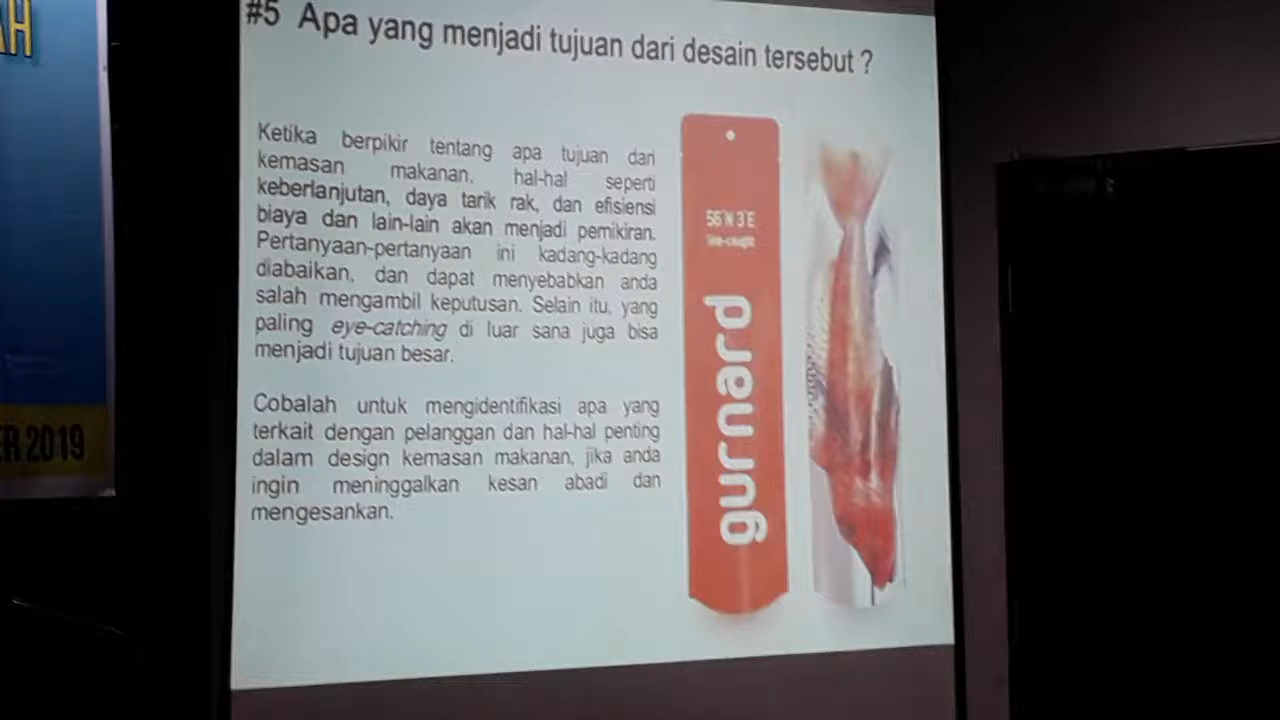 AH
#5 Apa yang menjadi tujuan dari desain tersebut ?
Ketika berpikir tentang apa tujuan dari
kemasan makanan, hal-hal seperti
keberlanjutan, daya tarik rak, dan efisiensi
biaya dan lain-lain akan menjadi pemikiran.
Pertanyaan-pertanyaan ini kadang-kadang
diabaikan, dan dapat menyebabkan anda
salah mengambil keputusan. Selain itu, yang
paling eye-catching di luar sana juga bisa
menjadi tujuan besar.
Cobalah untuk mengidentifikasi apa yang
terkait dengan pelanggan dan hal-hal penting
dalam design kemasan makanan, jika anda
ingin meninggalkan kesan abadi dan
mengesankan.
56°N 3°E
line-caught
gurnard
ER 2019